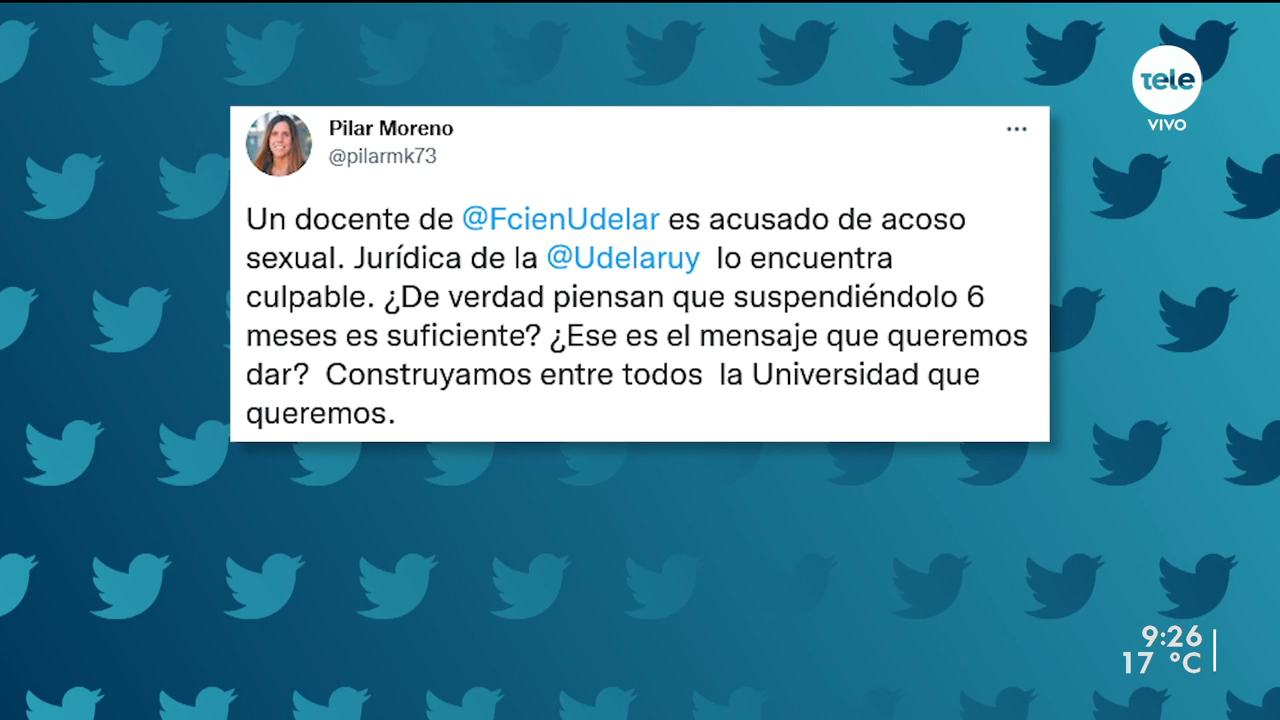 tele
VIVO
Pilar Moreno
@pilarmk73
Un docente de @FcienUdelar es acusado de acoso
sexual. Jurídica de la @Udelaruy lo encuentra
culpable. ¿De verdad piensan que suspendiéndolo 6
meses es suficiente? ¿Ese es el mensaje que queremos
dar? Construyamos entre todos la Universidad que
queremos.
9:26
17 °C